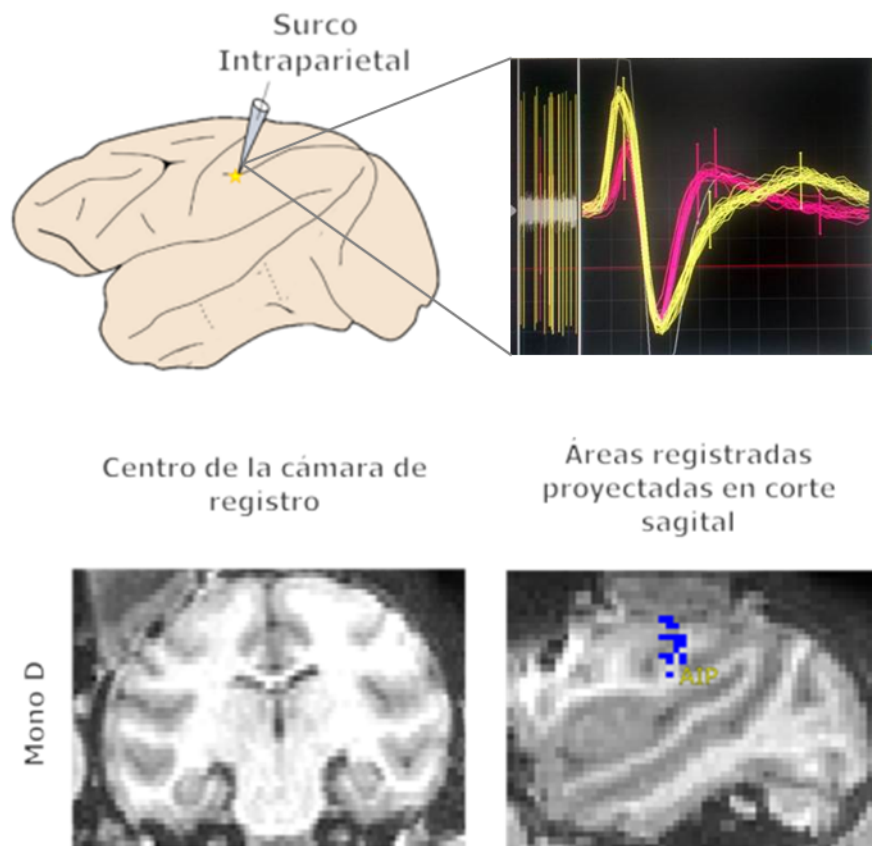 Surco
Intraparietal
Centro de la cámara de
registro
Áreas registradas
proyectadas en corte
sagital
Mono D
AIP